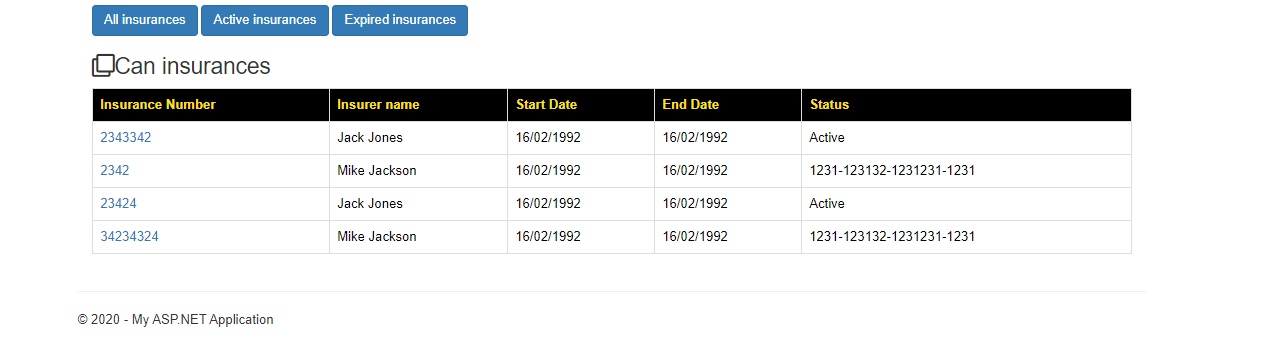 All insurances Active insurances Expired insurances
Can insurances
Insurance Number Insurer name Start Date End Date Status
2343342 Jack Jones 16/02/1992 16/02/1992 Active
2342 Mike Jackson 16/02/1992 16/02/1992 1231-123132-1231231-1231
23424 Jack Jones 16/02/1992 16/02/1992 Active
34234324 Mike Jackson 16/02/1992 16/02/1992 1231-123132-1231231-1231
© 2020 - My ASP.NET Application